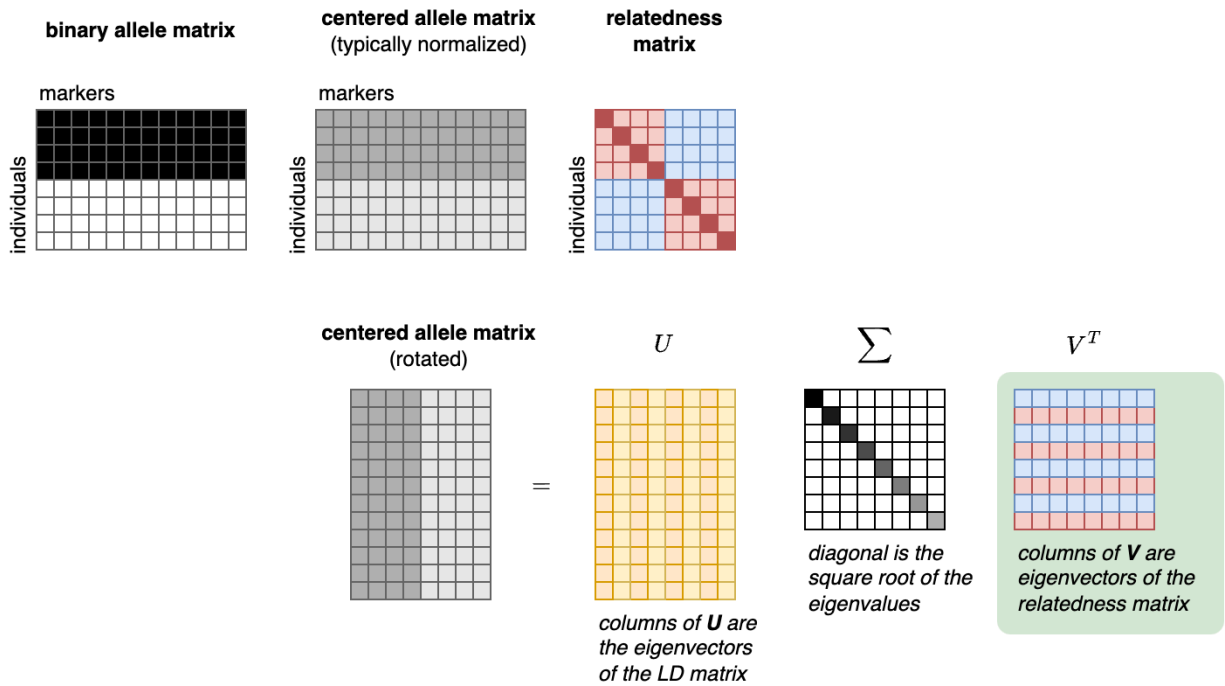 binary allele matrix
centered allele matrix
(typically normalized)
relatedness
matrix
markers
markers
individuals
individuals
individuals
centered allele matrix
(rotated)
U
∑
V^T
=
diagonal is the
square root of the
eigenvalues
columns of V are
eigenvectors of the
relatedness matrix
columns of U are
the eigenvectors
of the LD matrix